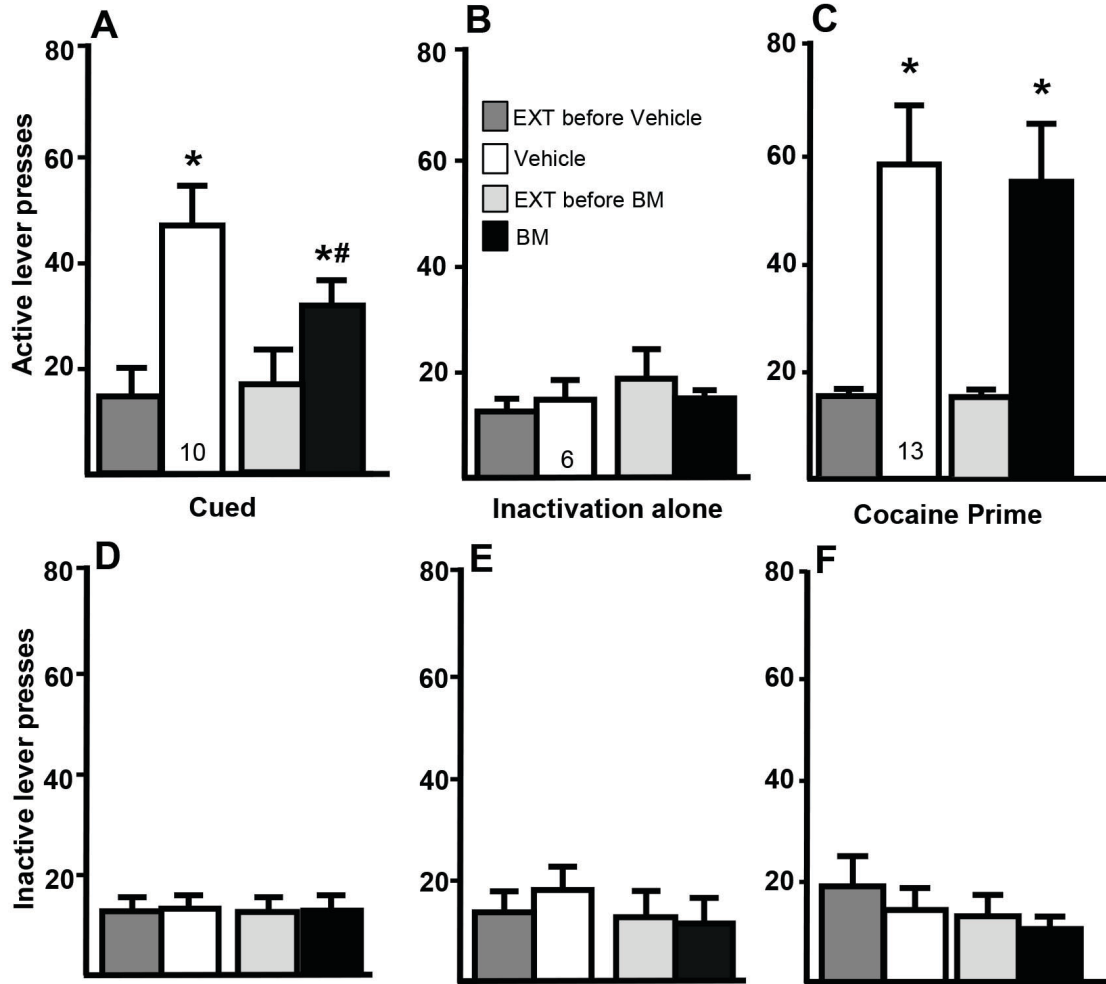 A
B
C
Active lever presses
80
60
40
20
*
*#
10
Cued
80
60
40
20
EXT before Vehicle
Vehicle
EXT before BM
BM
6
Inactivation alone
80
60
40
20
*
*
13
Cocaine Prime
D
E
F
Inactive lever presses
80
60
40
20
80
60
40
20
80
60
40
20